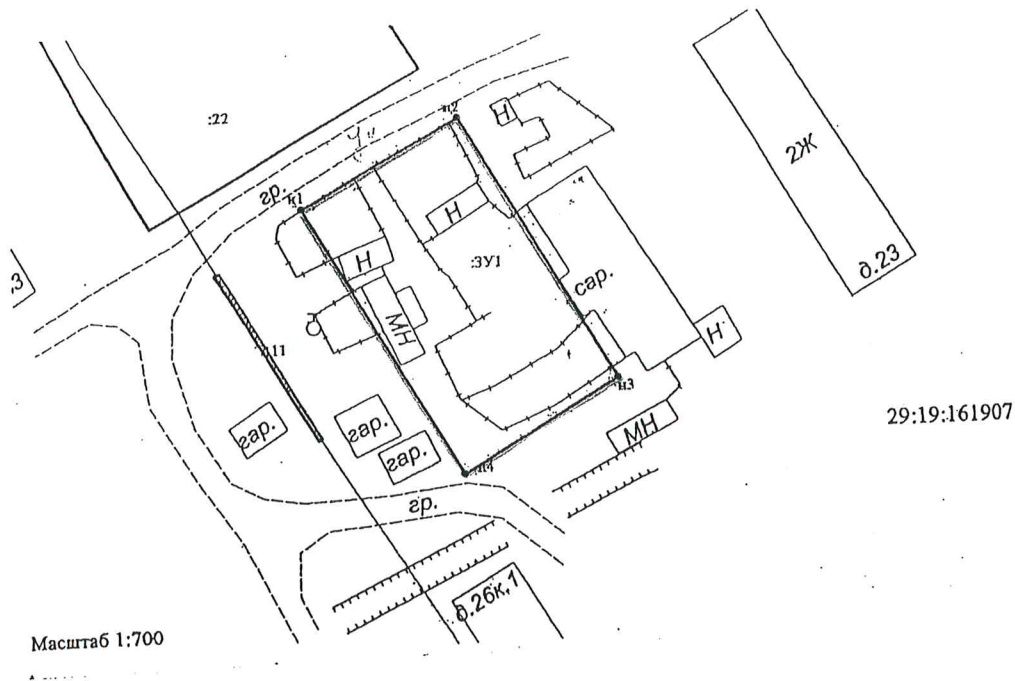 :22
н2
Н
2Ж
гр.
н1
Н
:ЗУ1
д.23
Н
сар.
МН
Н
11
н3
29:19:161907
гар.
гар.
МН
гар.
н4
гр.
д.26к.1
Масштаб 1:700